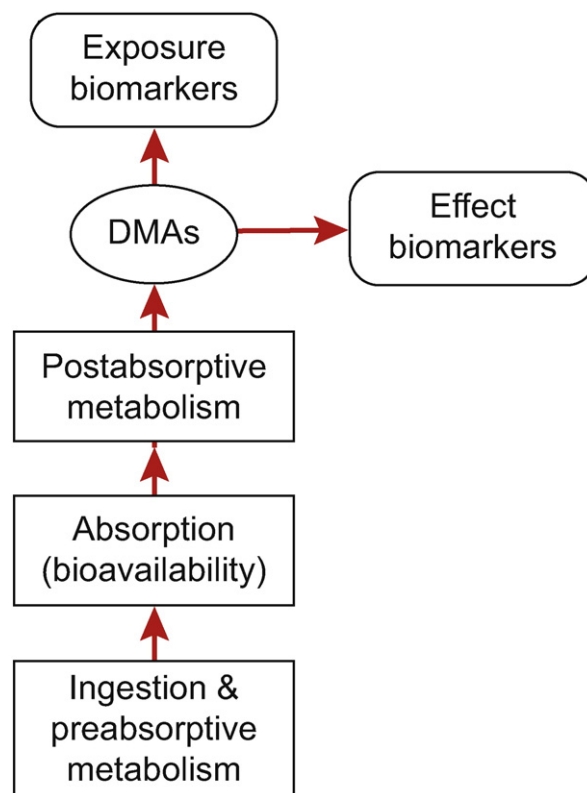 Exposure
biomarkers
DMAs
Effect
biomarkers
Postabsorptive
metabolism
Absorption
(bioavailability)
Ingestion &
preabsorptive
metabolism